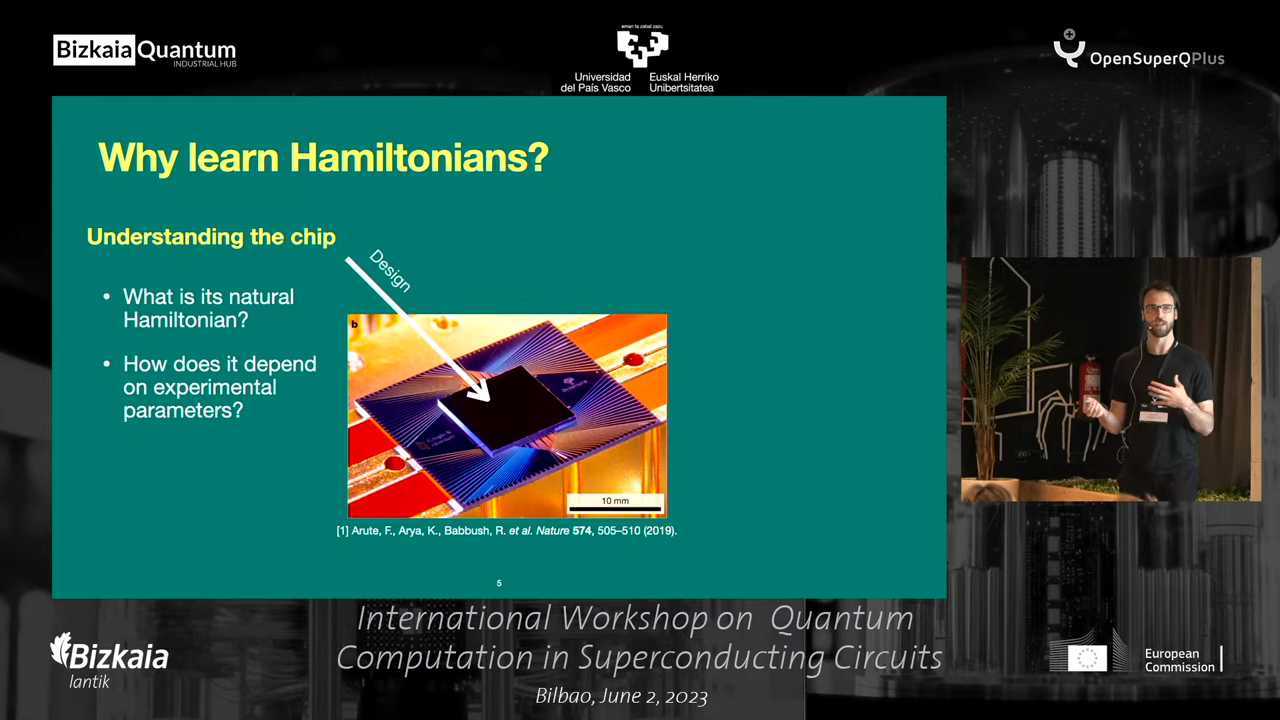 Bizkaia Quantum
INDUSTRIAL HUB
eman ta zabal zazu
Universidad
del País Vasco
Euskal Herriko
Unibertsitatea
OpenSuperQPlus
Why learn Hamiltonians?
Understanding the chip
Design
• What is its natural
Hamiltonian?
• How does it depend
on experimental
parameters?
b
10 mm
[1] Arute, F., Arya, K., Babbush, R. et al. Nature 574, 505–510 (2019).
5
International Workshop on Quantum
Computation in Superconducting Circuits
Bilbao, June 2, 2023
Bizkaia
lantik
European
Commission